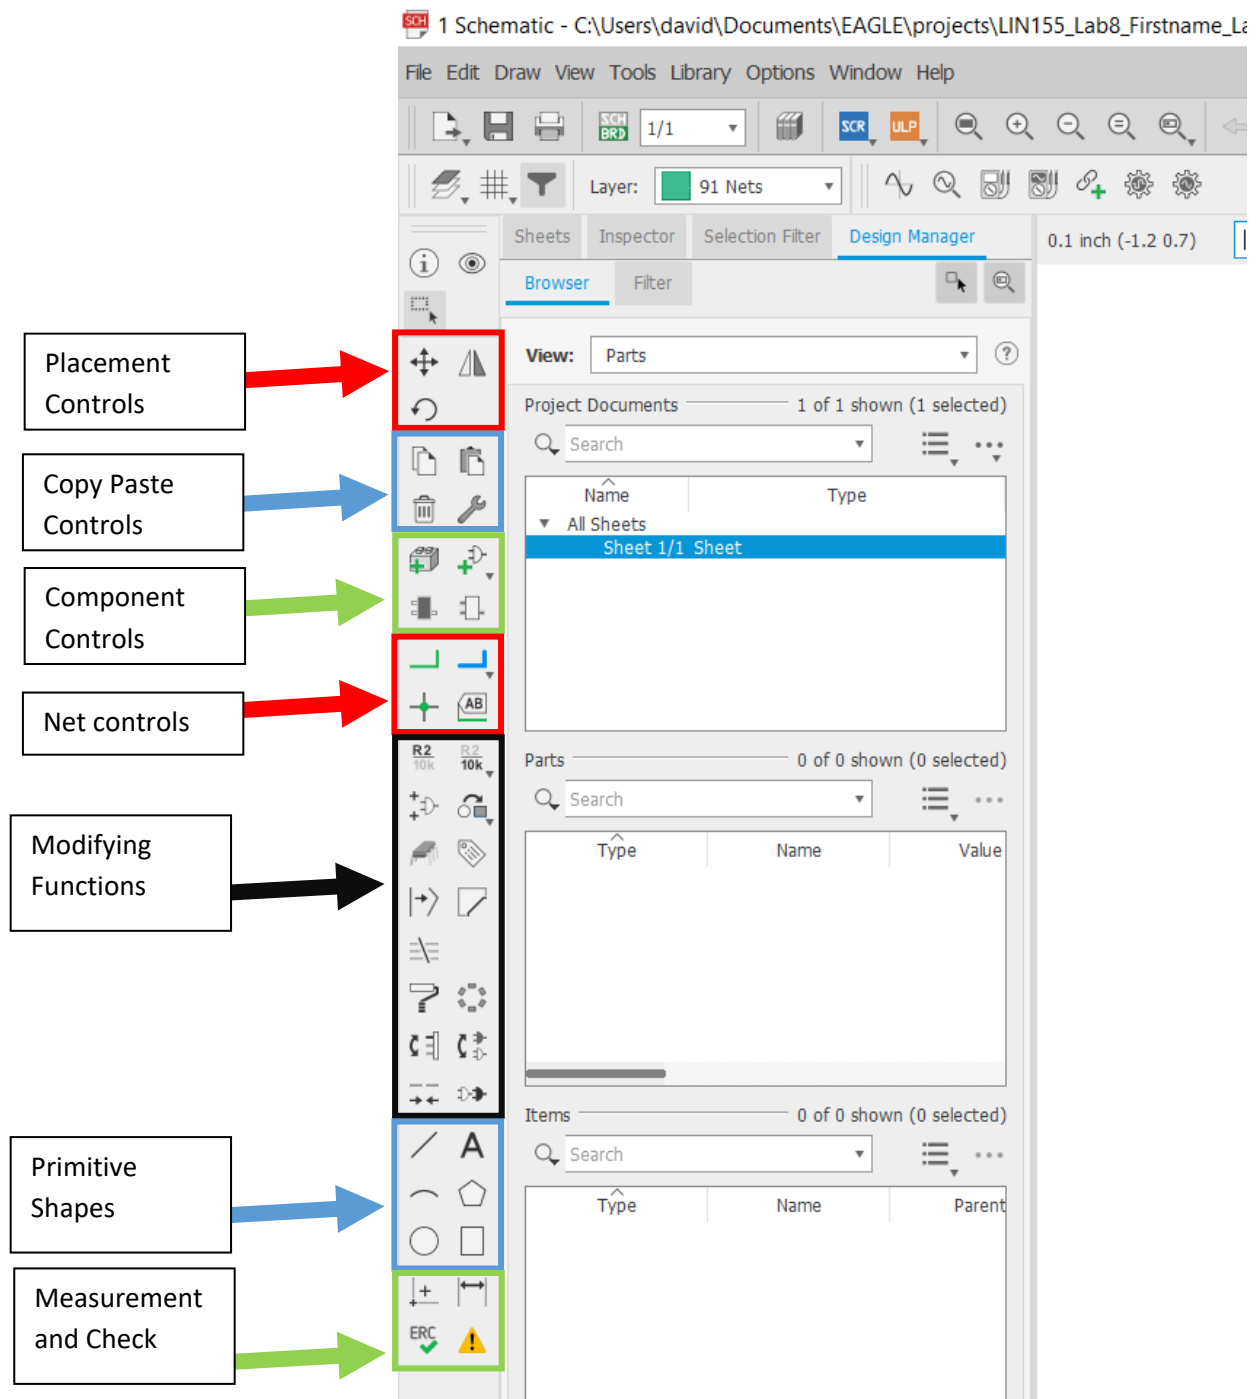 SCH 1 Schematic - C:\Users\david\Documents\EAGLE\projects\LIN155_Lab8_Firstname_La
File Edit Draw View Tools Library Options Window Help
SCH BRD 1/1 SCR ULP
Layer: 91 Nets
Sheets Inspector Selection Filter Design Manager 0.1 inch (-1.2 0.7)
Browser Filter
View: Parts
Placement
Controls
Project Documents 1 of 1 shown (1 selected)
Search
Copy Paste
Controls
Name Type
All Sheets
Sheet 1/1 Sheet
Component
Controls
Net controls
AB
R2 10k R2 10k
Parts 0 of 0 shown (0 selected)
Search
Modifying
Functions
Type Name Value
Items 0 of 0 shown (0 selected)
Search
A
Primitive
Shapes
Type Name Parent
Measurement
and Check
ERC